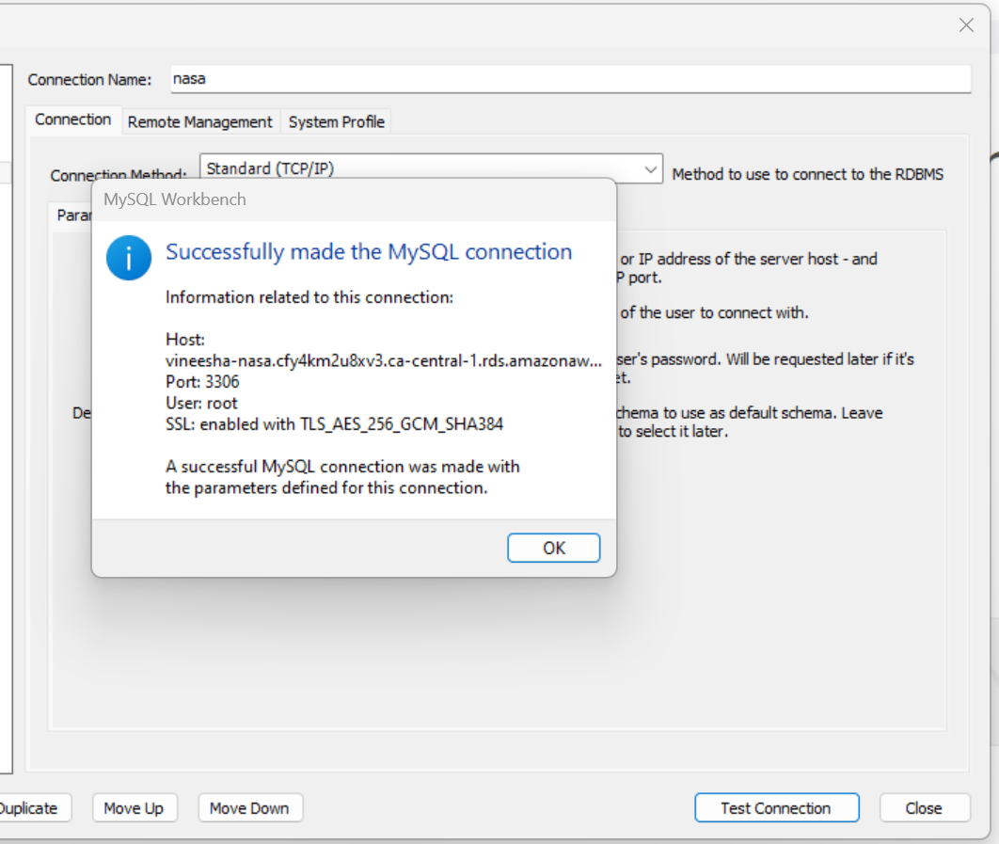 Connection Name: nasa
Connection Remote Management System Profile
Connection Method: Standard (TCP/IP) Method to use to connect to the RDBMS
MySQL Workbench
Successfully made the MySQL connection
Information related to this connection:
Host:
vineesha-nasa.cfy4km2u8xv3.ca-central-1.rds.amazonaw...
Port: 3306
User: root
SSL: enabled with TLS_AES_256_GCM_SHA384
A successful MySQL connection was made with
the parameters defined for this connection.
OK
or IP address of the server host - and
P port.
of the user to connect with.
ser's password. Will be requested later if it's
et.
chema to use as default schema. Leave
to select it later.
Duplicate Move Up Move Down Test Connection Close